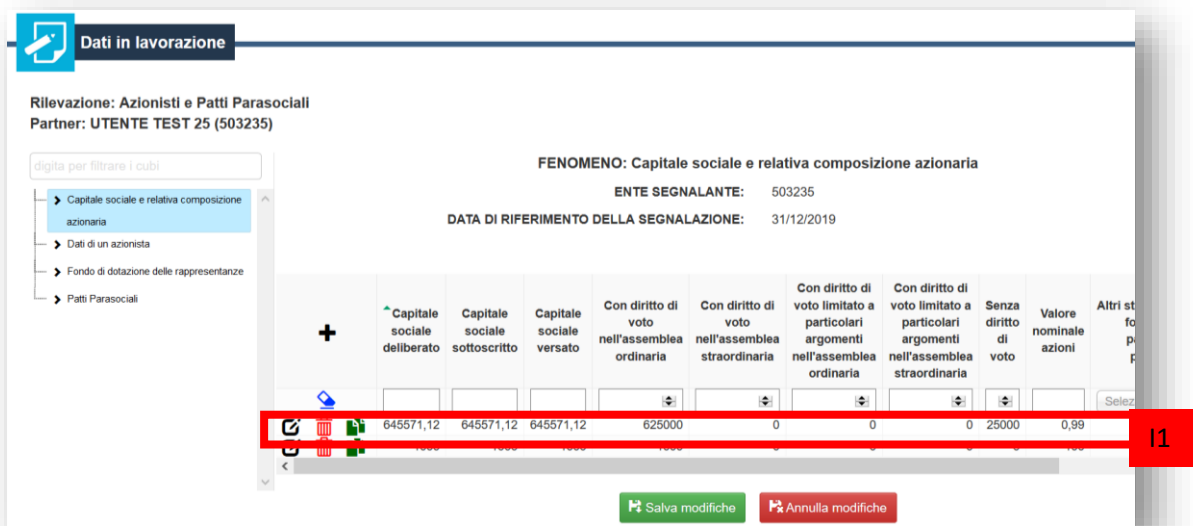 Dati in lavorazione
Rilevazione: Azionisti e Patti Parasociali
Partner: UTENTE TEST 25 (503235)
digita per filtrare i cubi
Capitale sociale e relativa composizione
azionaria
Dati di un azionista
Fondo di dotazione delle rappresentanze
Patti Parasociali
FENOMENO: Capitale sociale e relativa composizione azionaria
ENTE SEGNALANTE: 503235
DATA DI RIFERIMENTO DELLA SEGNALAZIONE: 31/12/2019
Capitale
sociale
deliberato
Capitale
sociale
sottoscritto
Capitale
sociale
versato
Con diritto di
voto
nell'assemblea
ordinaria
Con diritto di
voto
nell'assemblea
straordinaria
Con diritto di
voto limitato a
particolari
argomenti
nell'assemblea
ordinaria
Con diritto di
voto limitato a
particolari
argomenti
nell'assemblea
straordinaria
Senza
diritto
di
voto
Valore
nominale
azioni
Altri st
fo
p
p
Selez
645571,12 645571,12 645571,12 625000 0 0 0 25000 0,99
I1
Salva modifiche Annulla modifiche